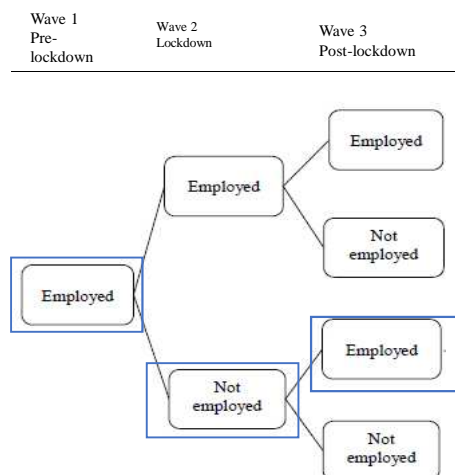 Wave 1
Pre-
lockdown
Wave 2
Lockdown
Wave 3
Post-lockdown
Employed
Employed
Not
employed
Employed
Employed
Not
employed
Not
employed